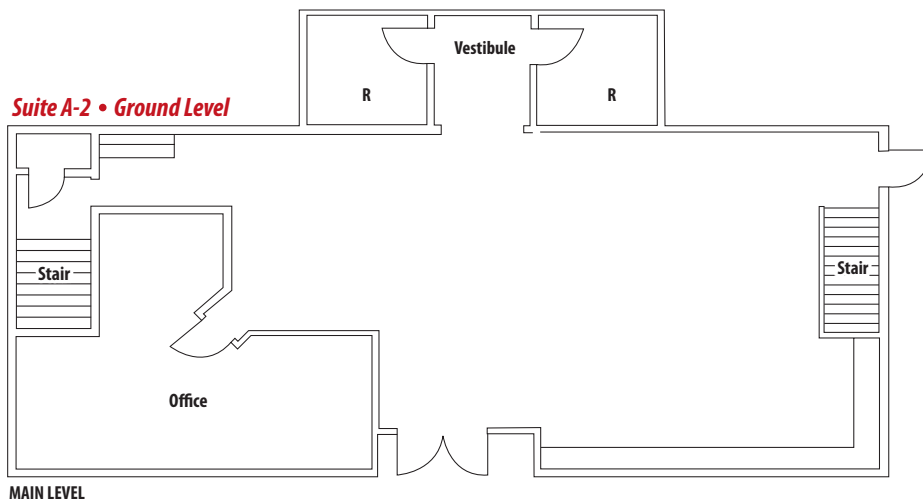 Vestibule
R
R
Suite A-2 • Ground Level
Stair
Stair
Office
MAIN LEVEL